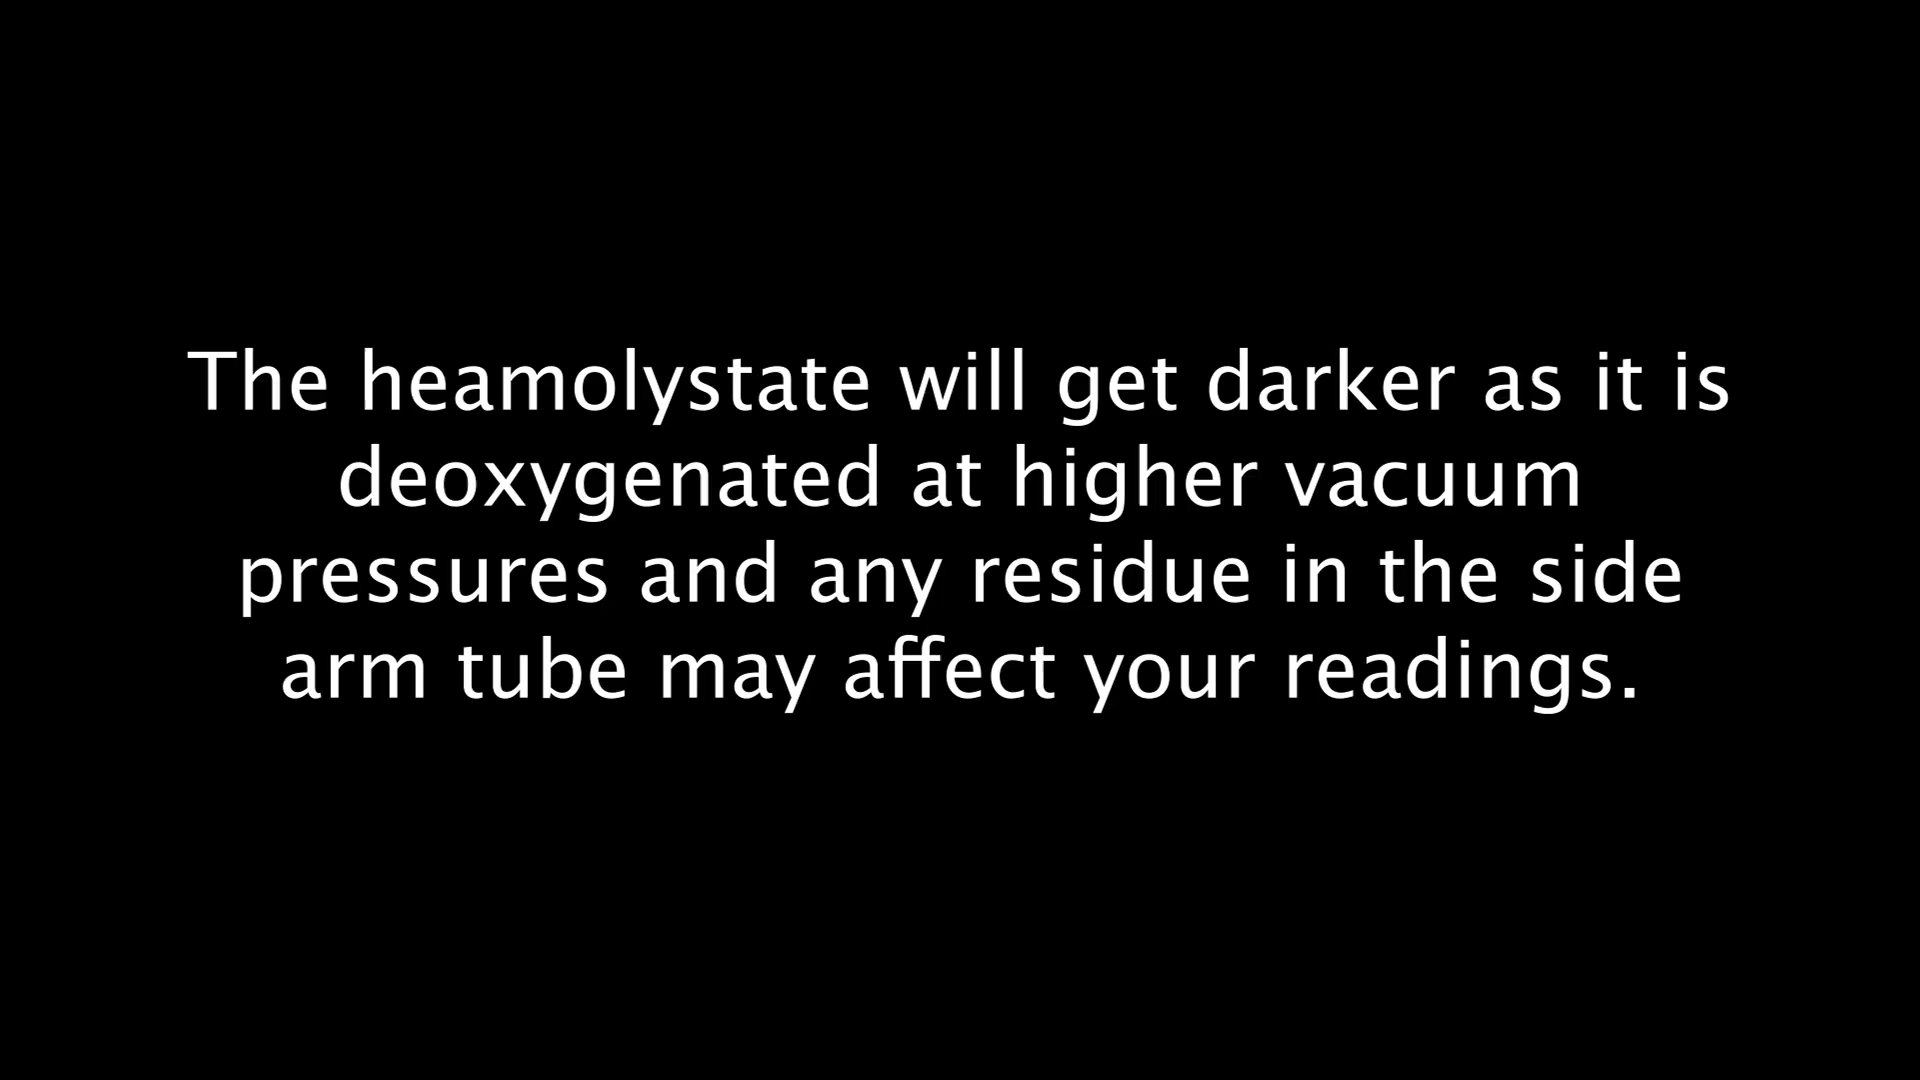 The heamolystate will get darker as it is
deoxygenated at higher vacuum
pressures and any residue in the side
arm tube may affect your readings.